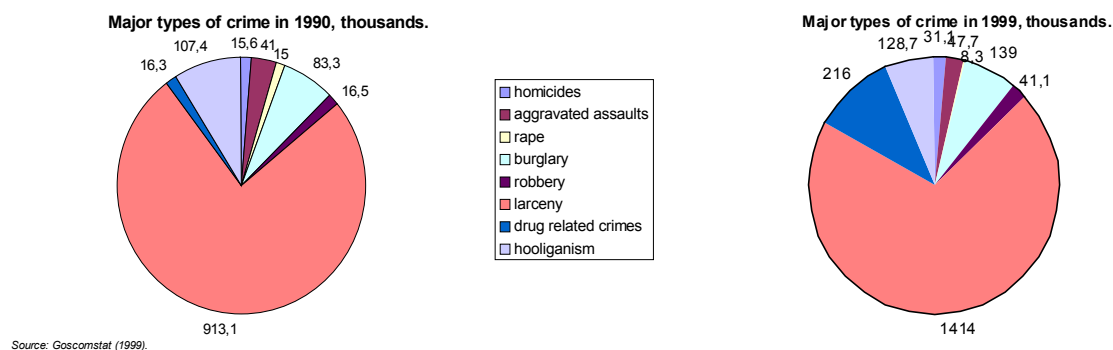 Major types of crime in 1990, thousands.
107,4
15,6
41
15
83,3
16,5
16,3
913,1
homicides
aggravated assaults
rape
burglary
robbery
larceny
drug related crimes
hooliganism
Major types of crime in 1999, thousands.
128,7
31,1
47,7
8,3
139
41,1
216
1414
Source: Goscomstat (1999).